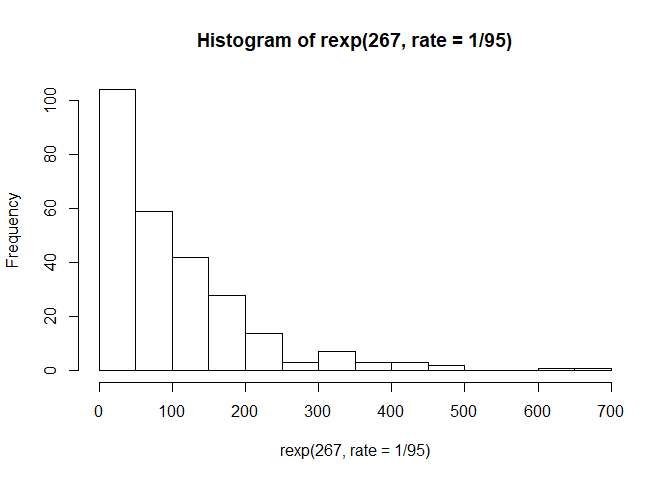 Histogram of rexp(267, rate = 1/95)
Frequency
100
80
60
40
20
0
0 100 200 300 400 500 600 700
rexp(267, rate = 1/95)